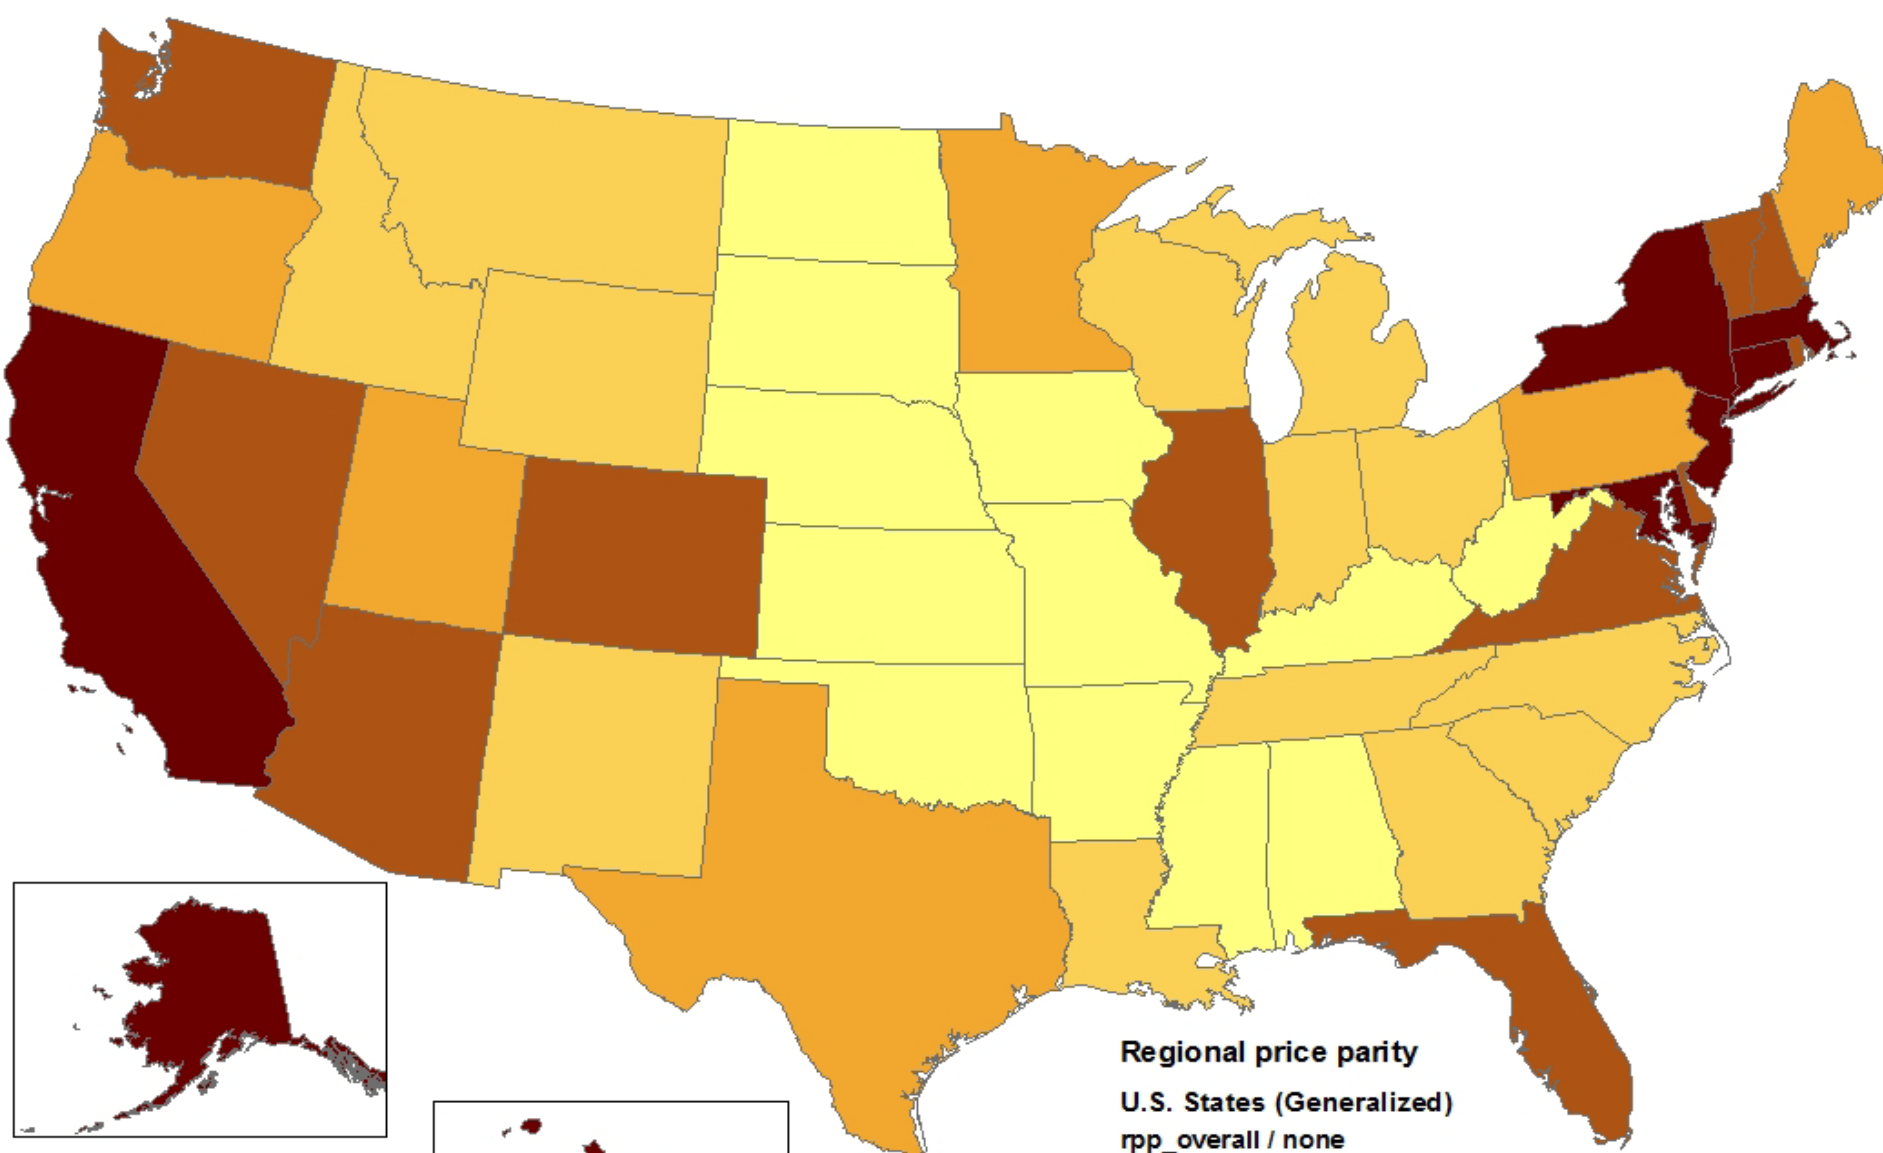 Regional price parity
U.S. States (Generalized)
rpp_overall / none